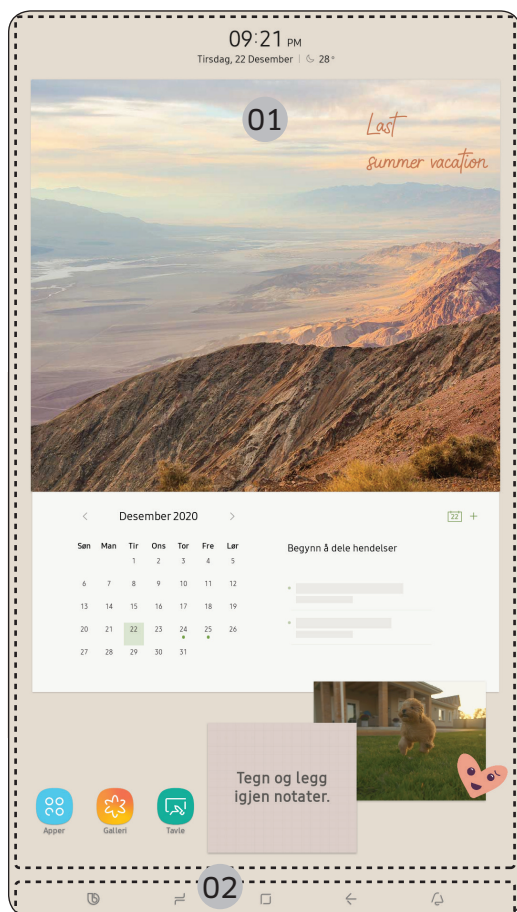 09:21 PM
Tirsdag, 22 Desember | 28°
01
Last
summer vacation
< Desember 2020 >
22 +
Søn Man Tir Ons Tor Fre Lør
1 2 3 4 5
6 7 8 9 10 11 12
13 14 15 16 17 18 19
20 21 22 23 24 25 26
27 28 29 30 31
Begynn å dele hendelser
Tegn og legg
igjen notater.
Apper Galleri Tavle
02